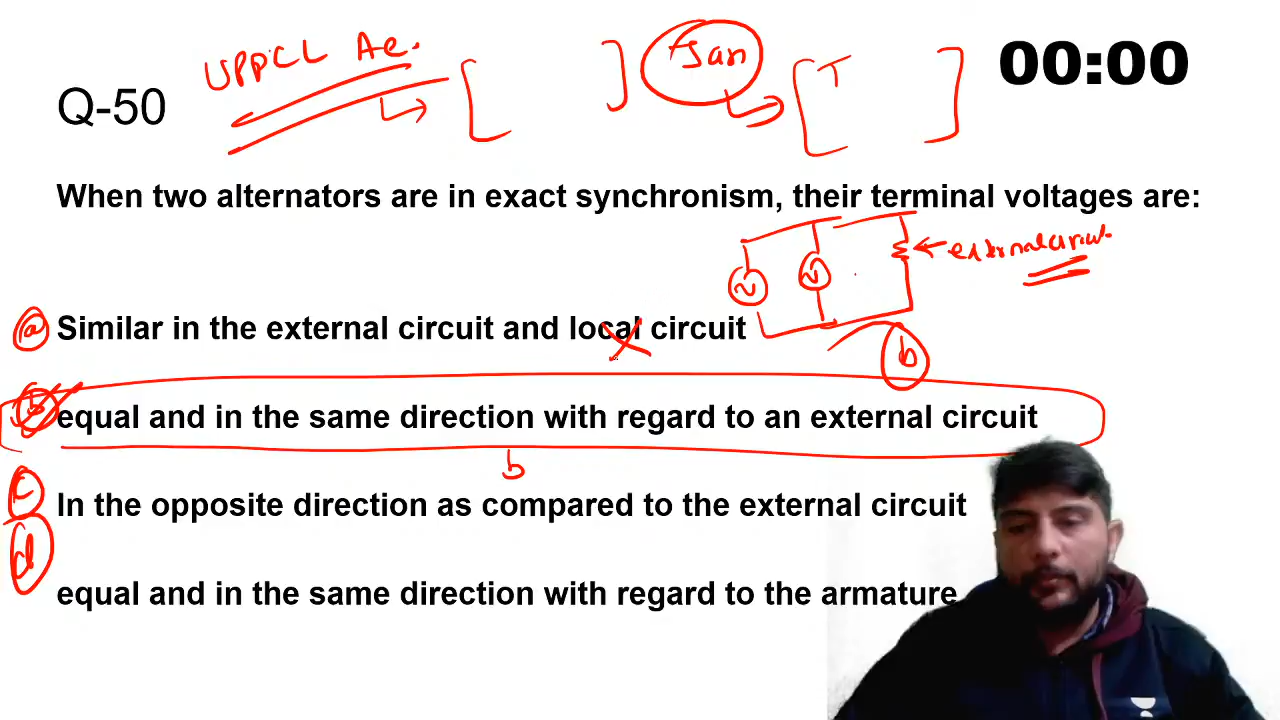 UPPCL Ae.
Jan
T
00:00
Q-50
When two alternators are in exact synchronism, their terminal voltages are:
external circuit
a Similar in the external circuit and local circuit
b
b equal and in the same direction with regard to an external circuit
b
c In the opposite direction as compared to the external circuit
d
equal and in the same direction with regard to the armature